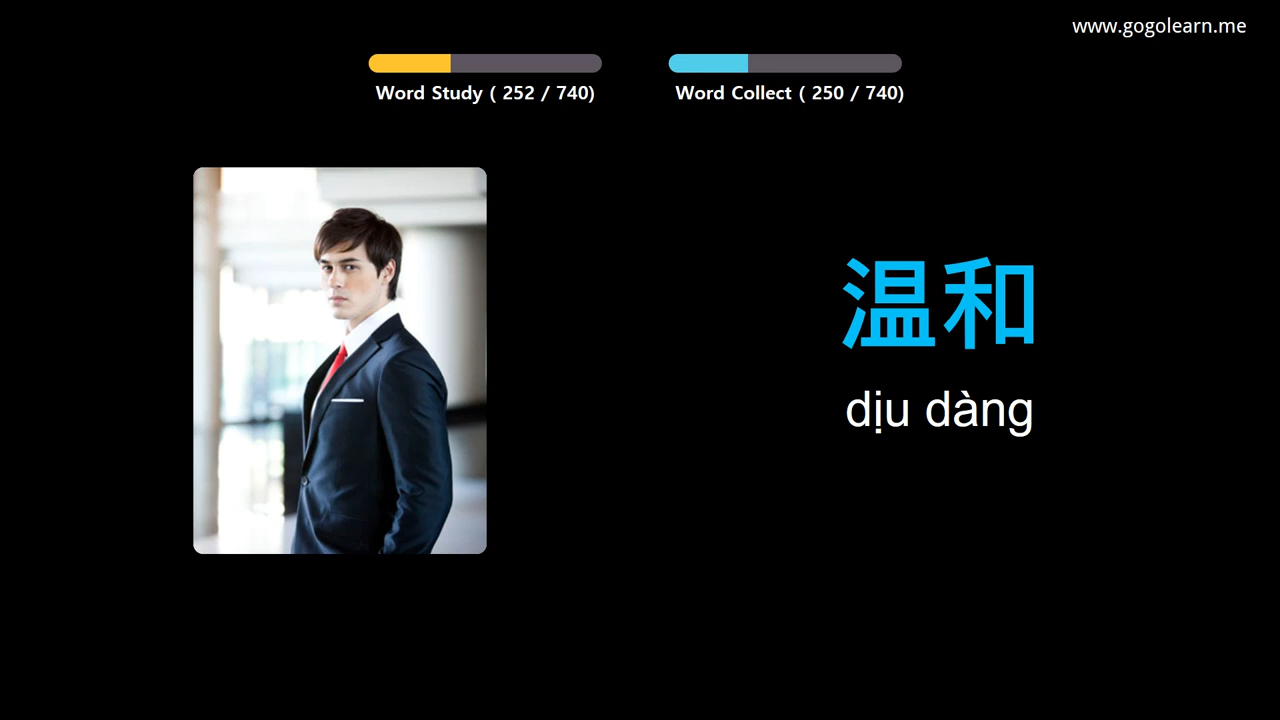 www.gogolearn.me
Word Study ( 252 / 740)
Word Collect ( 250 / 740)
温和
dịu dàng